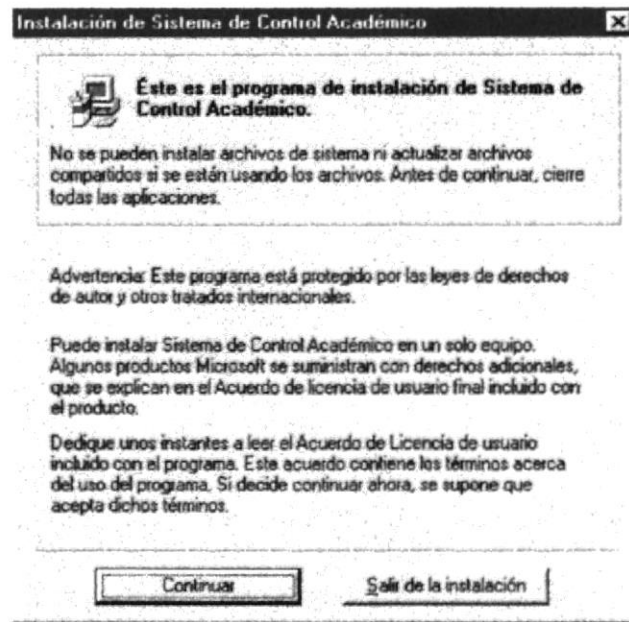 Instalación de Sistema de Control Académico
Éste es el programa de instalación de Sistema de
Control Académico.
No se pueden instalar archivos de sistema ni actualizar archivos
compartidos si se están usando los archivos. Antes de continuar, cierre
todas las aplicaciones.
Advertencia: Este programa está protegido por las leyes de derechos
de autor y otros tratados internacionales.
Puede instalar Sistema de Control Académico en un solo equipo.
Algunos productos Microsoft se suministran con derechos adicionales,
que se explican en el Acuerdo de licencia de usuario final incluido con
el producto.
Dedique unos instantes a leer el Acuerdo de Licencia de usuario
incluido con el programa. Este acuerdo contiene los términos acerca
del uso del programa. Si decide continuar ahora, se supone que
acepta dichos términos.
Continuar
Salir de la instalación